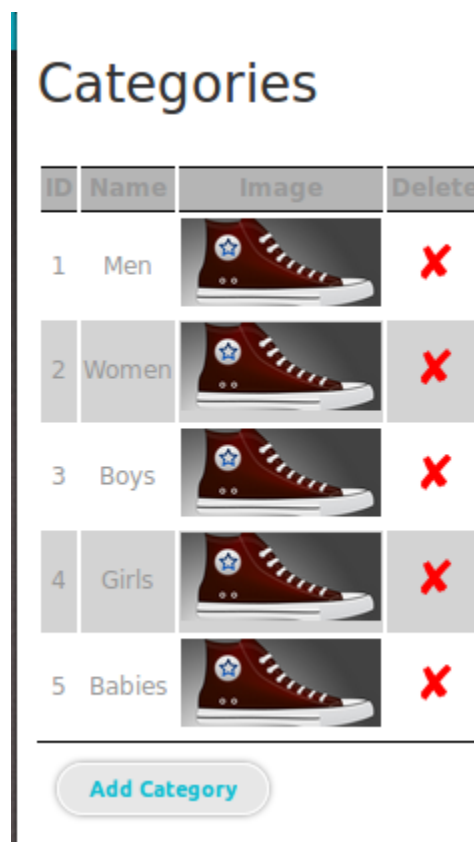 Categories
ID Name Image Delete
1 Men
2 Women
3 Boys
4 Girls
5 Babies
Add Category